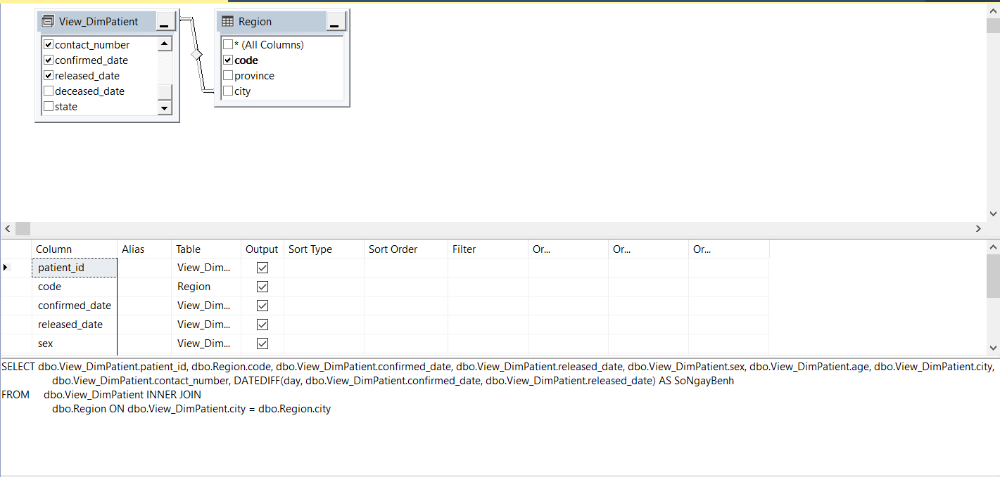 View_DimPatient
contact_number
confirmed_date
released_date
deceased_date
state
Region
* (All Columns)
code
province
city
Column Alias Table Output Sort Type Sort Order Filter Or... Or... Or...
patient_id View_Dim...
code Region
confirmed_date View_Dim...
released_date View_Dim...
sex View_Dim...
SELECT dbo.View_DimPatient.patient_id, dbo.Region.code, dbo.View_DimPatient.confirmed_date, dbo.View_DimPatient.released_date, dbo.View_DimPatient.sex, dbo.View_DimPatient.age, dbo.View_DimPatient.city,
dbo.View_DimPatient.contact_number, DATEDIFF(day, dbo.View_DimPatient.confirmed_date, dbo.View_DimPatient.released_date) AS SoNgayBenh
FROM dbo.View_DimPatient INNER JOIN
dbo.Region ON dbo.View_DimPatient.city = dbo.Region.city